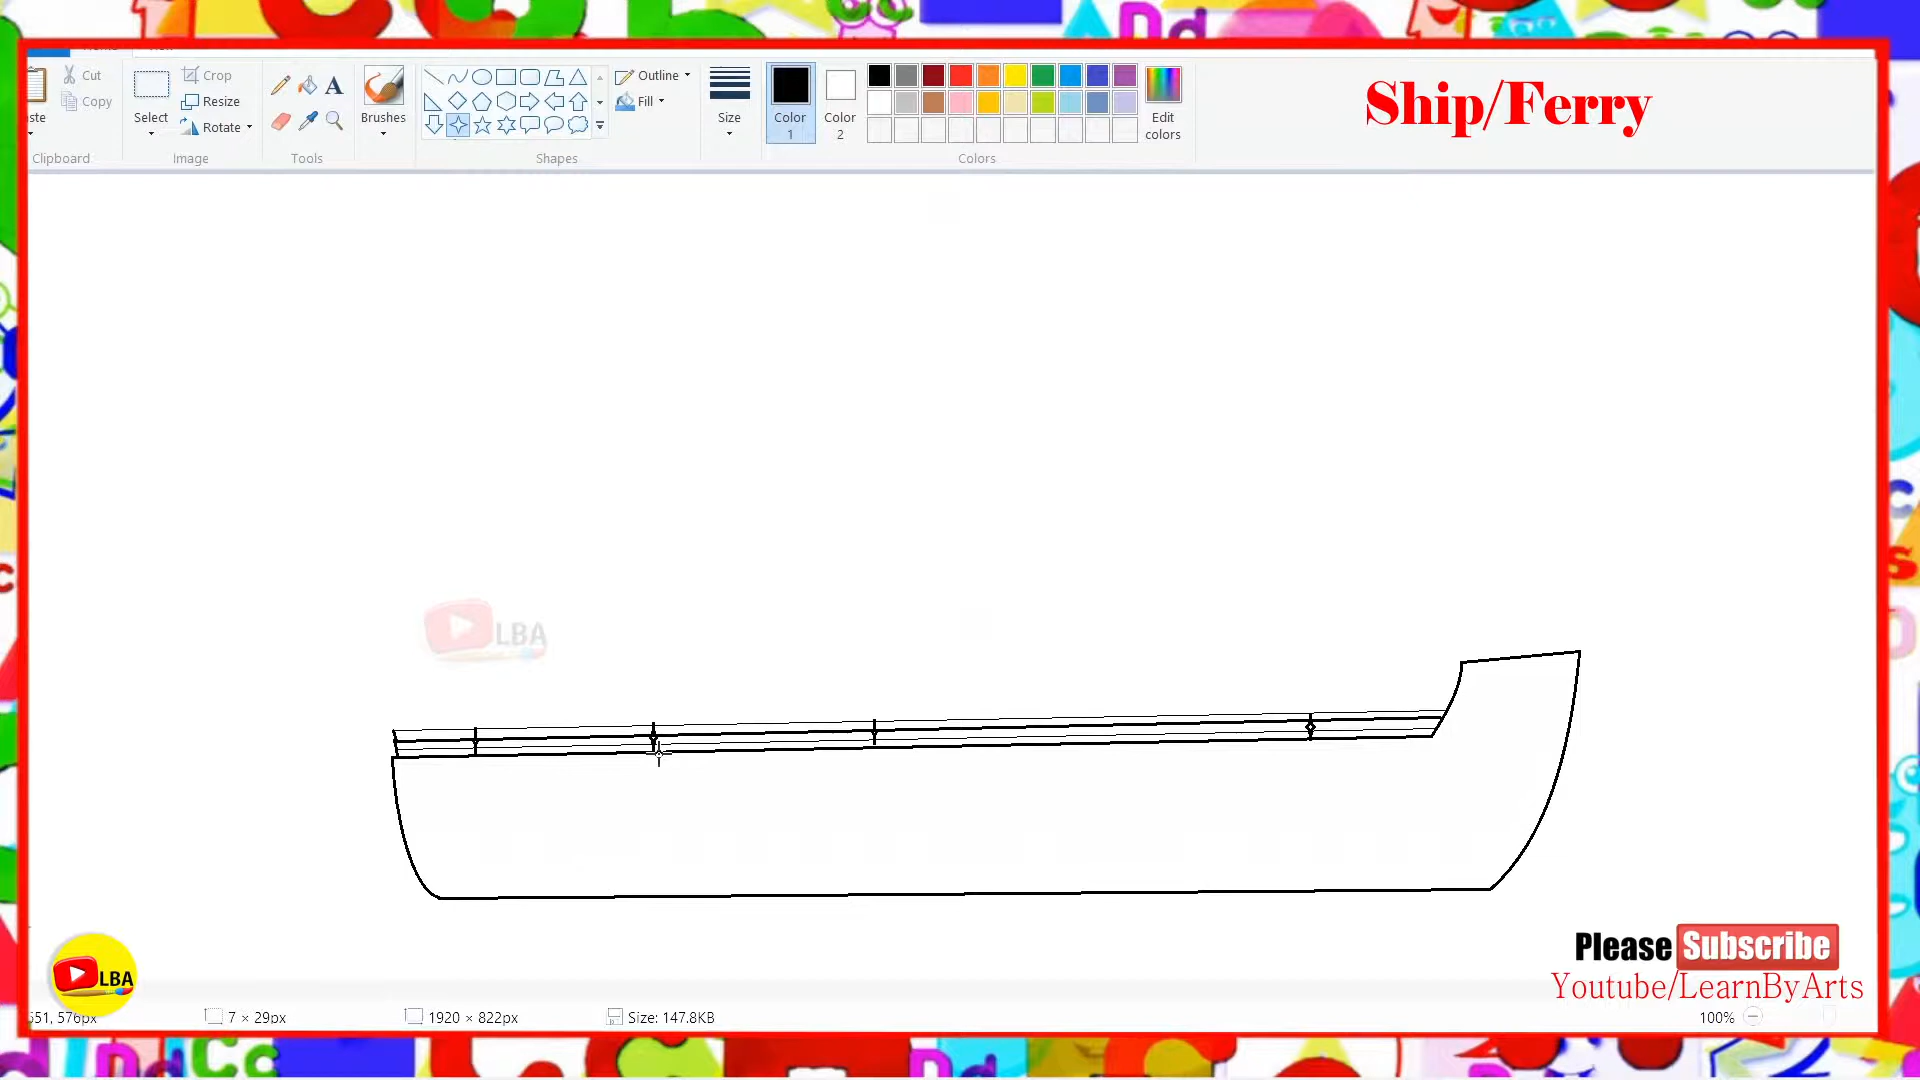 Cut
Copy
Clipboard
Crop
Resize
Rotate
Select
Image
A
Tools
Brushes
Outline
Fill
Shapes
Size
Color
1
Color
2
Edit
colors
Colors
Ship/Ferry
LBA
LBA
Please Subscribe
Youtube/LearnByArts
7 × 29px
1920 × 822px
Size: 147.8KB
100%